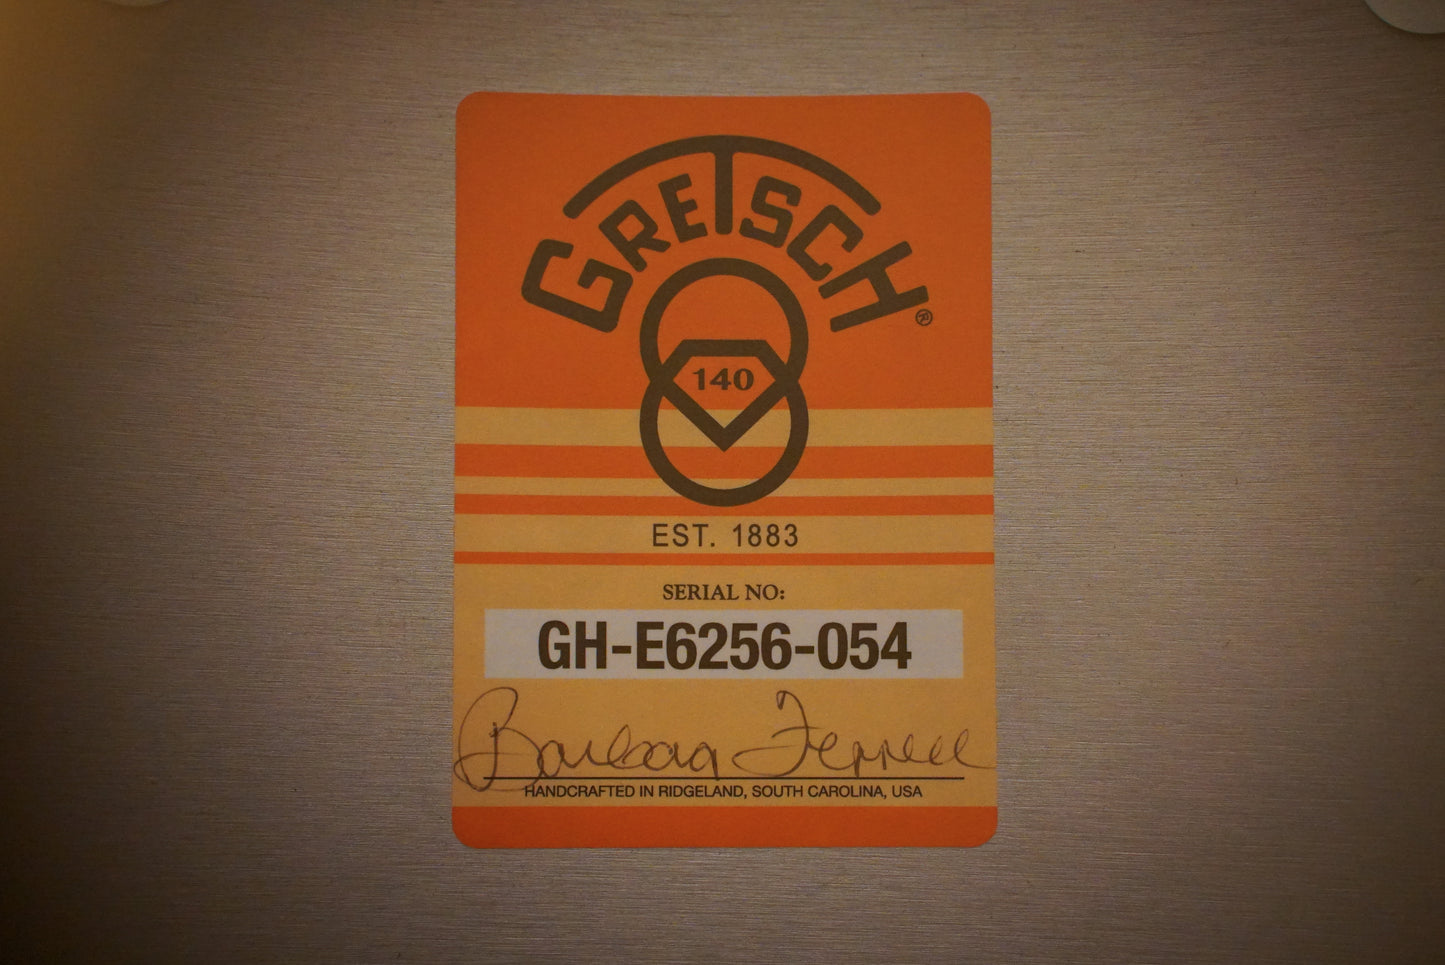 GRETSCH®
140
EST. 1883
SERIAL NO:
GH-E6256-054
Barbara Ferrell
HANDCRAFTED IN RIDGELAND, SOUTH CAROLINA, USA